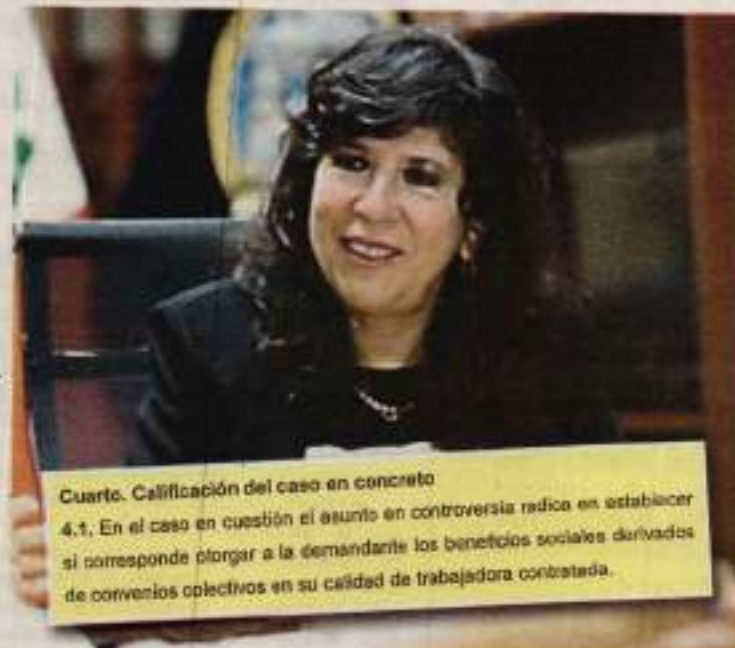 Cuarto. Calificación del caso en concreto
4.1. En el caso en cuestión el asunto en controversia radica en establecer
si corresponde otorgar a la demandante los beneficios sociales derivados
de convenios colectivos en su calidad de trabajadora contratada.